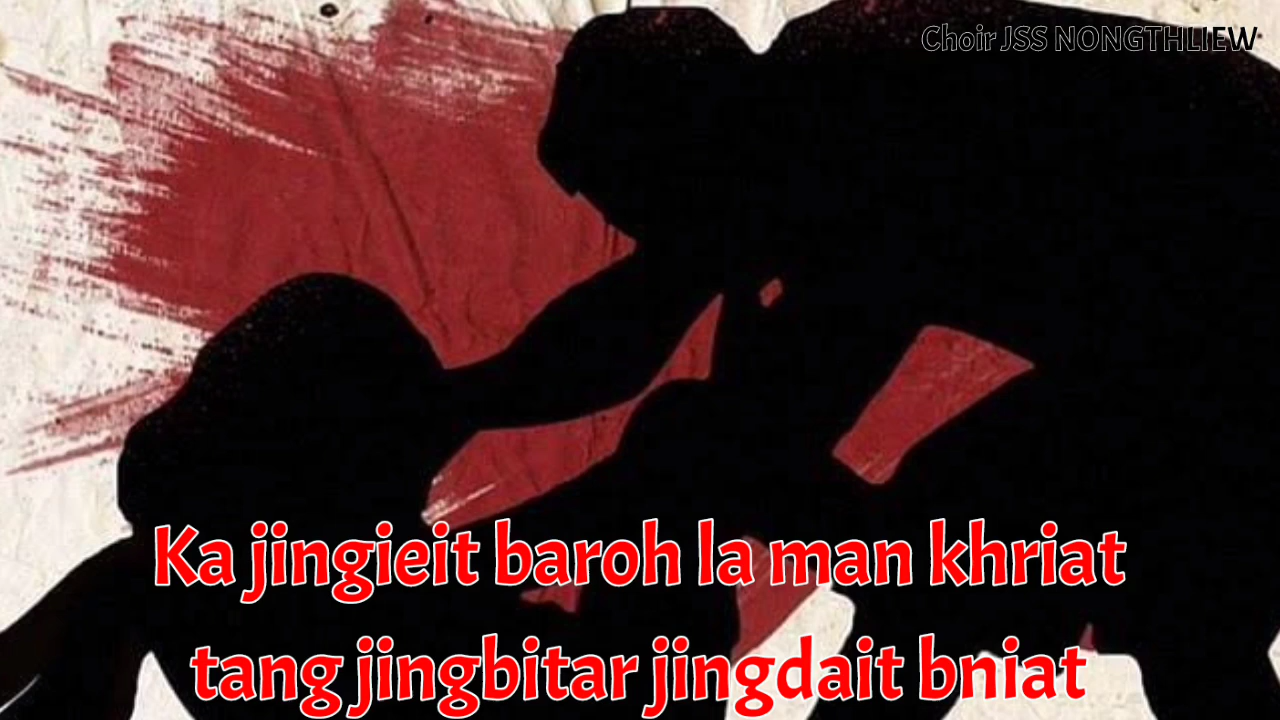 Choir JSS NONGTHLIEW
Ka jingieit baroh la man khriat
tang jingbitar jingdait bniat